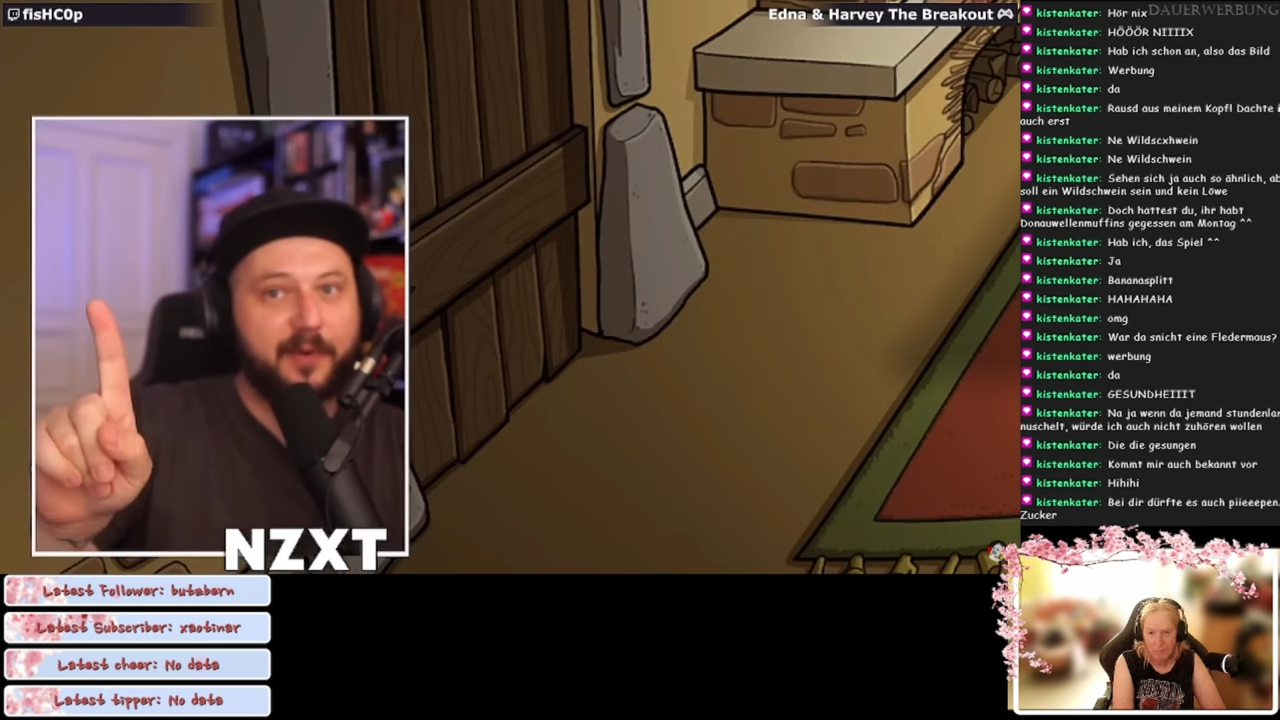 fisHC0p
Edna & Harvey The Breakout
DAUERWERBUNG
kistenkater: Hör nix
kistenkater: HÖÖÖR NIIIIX
kistenkater: Hab ich schon an, also das Bild
kistenkater: Werbung
kistenkater: da
kistenkater: Rausd aus meinem Kopf! Dachte i
auch erst
kistenkater: Ne Wildscxhwein
kistenkater: Ne Wildschwein
kistenkater: Sehen sich ja auch so ähnlich, ab
soll ein Wildschwein sein und kein Löwe
kistenkater: Doch hattest du, ihr habt
Donauwellenmuffins gegessen am Montag ^^
kistenkater: Hab ich, das Spiel ^^
kistenkater: Ja
kistenkater: Bananasplitt
kistenkater: HAHAHAHA
kistenkater: omg
kistenkater: War da snicht eine Fledermaus?
kistenkater: werbung
kistenkater: da
kistenkater: GESUNDHEIIIT
kistenkater: Na ja wenn da jemand stundenlan
nuschelt, würde ich auch nicht zuhören wollen
kistenkater: Die die gesungen
kistenkater: Kommt mir auch bekannt vor
kistenkater: Hihihi
kistenkater: Bei dir dürfte es auch piieeepen.
Zucker
NZXT
Latest Follower: butabern
Latest Subscriber: xaotinar
Latest cheer: No data
Latest tipper: No data